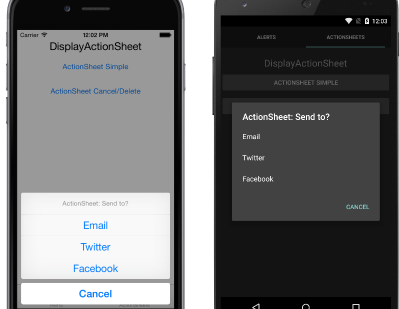 Carrier 12:02 PM
DisplayActionSheet
ActionSheet Simple
ActionSheet Cancel/Delete
ActionSheet: Send to?
Email
Twitter
Facebook
Cancel
12:03
ALERTS ACTIONSHEETS
DisplayActionSheet
ACTIONSHEET SIMPLE
ActionSheet: Send to?
Email
Twitter
Facebook
CANCEL